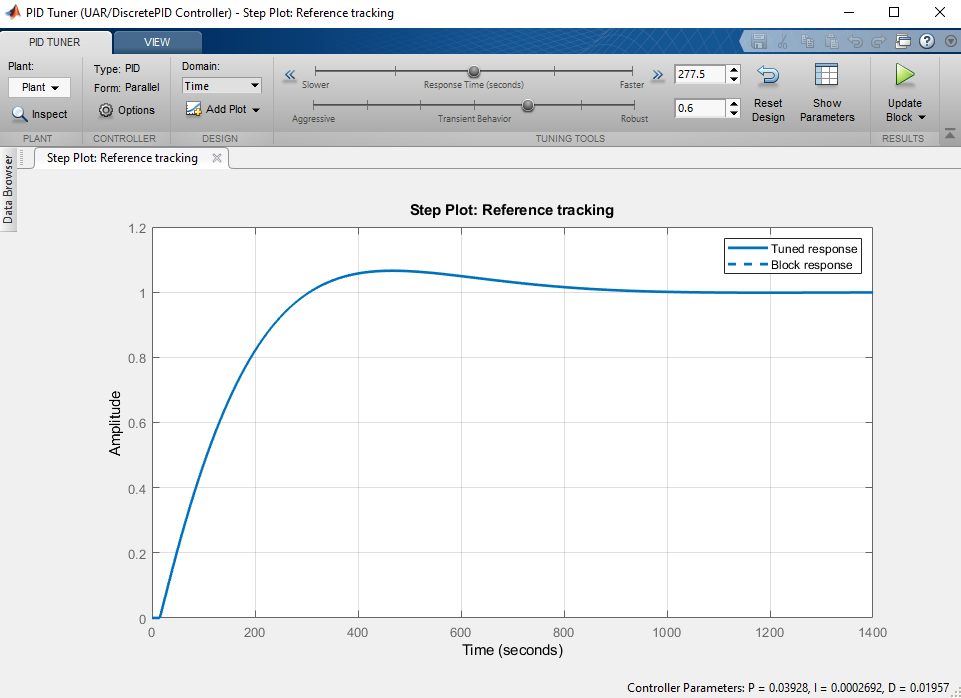 PID Tuner (UAR/DiscretePID Controller) - Step Plot: Reference tracking
PID TUNER VIEW
Plant:
Plant
Inspect
PLANT
Type: PID
Form: Parallel
Options
CONTROLLER
Domain:
Time
Add Plot
DESIGN
Slower Response Time (seconds) Faster
277.5
Aggressive Transient Behavior Robust
0.6
Reset
Design
Show
Parameters
TUNING TOOLS
Update
Block
RESULTS
Data Browser
Step Plot: Reference tracking
Step Plot: Reference tracking
Tuned response
Block response
Amplitude
1.2
1
0.8
0.6
0.4
0.2
0
0 200 400 600 800 1000 1200 1400
Time (seconds)
Controller Parameters: P = 0.03928, I = 0.0002692, D = 0.01957